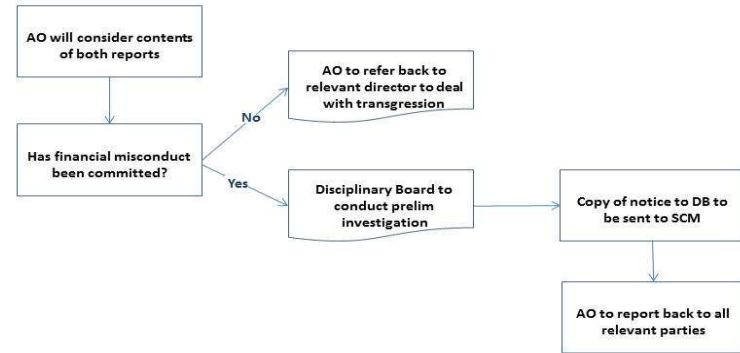 AO will consider contents
of both reports
Has financial misconduct
been committed?
No
AO to refer back to
relevant director to deal
with transgression
Yes
Disciplinary Board to
conduct prelim
investigation
Copy of notice to DB to
be sent to SCM
AO to report back to all
relevant parties